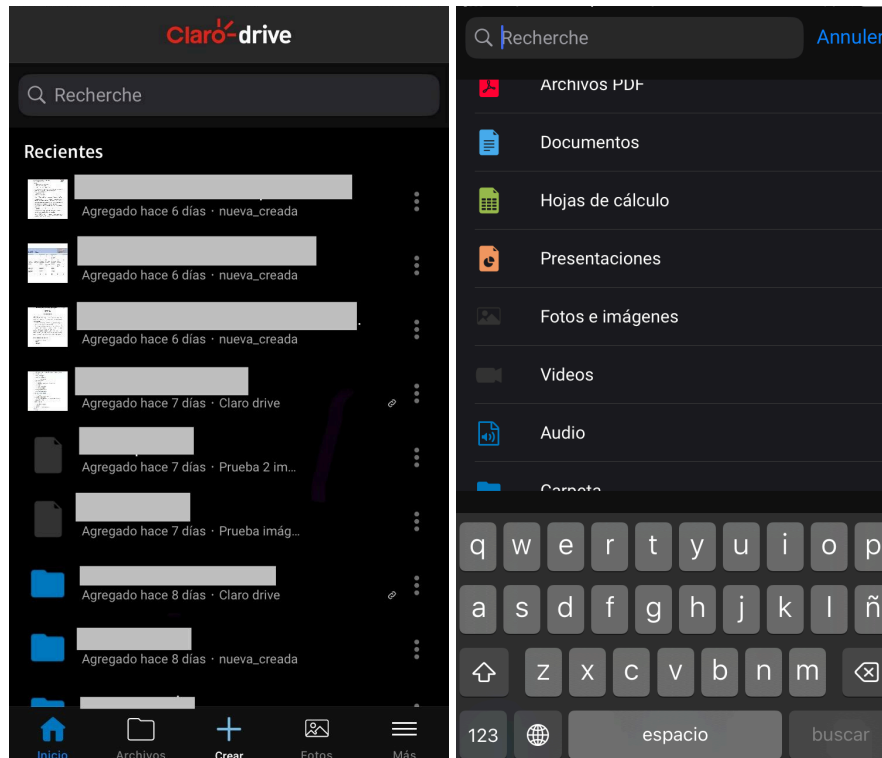 Claro drive
Recherche
Recientes
Agregado hace 6 días · nueva_creada
Agregado hace 6 días · nueva_creada
Agregado hace 6 días · nueva_creada
Agregado hace 7 días · Claro drive
Agregado hace 7 días · Prueba 2 im...
Agregado hace 7 días · Prueba imág...
Agregado hace 8 días · Claro drive
Agregado hace 8 días · nueva_creada
Inicio Archivos Crear Fotos Más
Recherche Annuler
Archivos PDF
Documentos
Hojas de cálculo
Presentaciones
Fotos e imágenes
Videos
Audio
Carpeta
q w e r t y u i o p
a s d f g h j k l ñ
z x c v b n m
123 espacio buscar